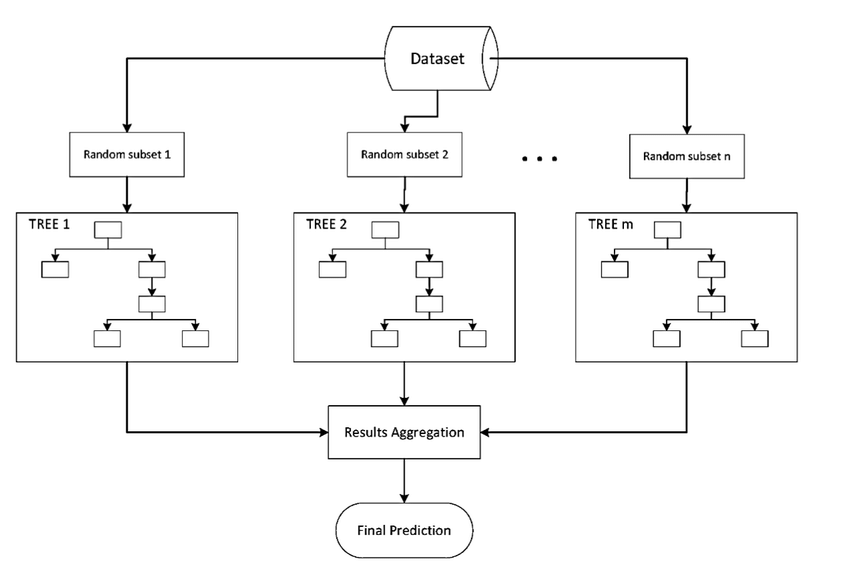 Dataset
Random subset 1
Random subset 2
...
Random subset n
TREE 1
TREE 2
TREE m
Results Aggregation
Final Prediction